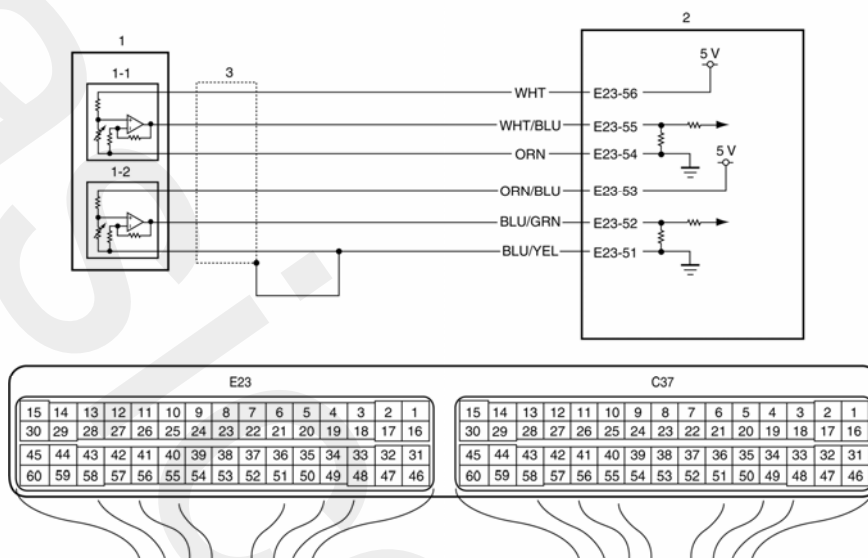 2
1
5 V
1-1
3
WHT E23-56
WHT/BLU E23-55
ORN E23-54
5 V
1-2
ORN/BLU E23-53
BLU/GRN E23-52
BLU/YEL E23-51
E23 C37
15 14 13 12 11 10 9 8 7 6 5 4 3 2 1 15 14 13 12 11 10 9 8 7 6 5 4 3 2 1
30 29 28 27 26 25 24 23 22 21 20 19 18 17 16 30 29 28 27 26 25 24 23 22 21 20 19 18 17 16
45 44 43 42 41 40 39 38 37 36 35 34 33 32 31 45 44 43 42 41 40 39 38 37 36 35 34 33 32 31
60 59 58 57 56 55 54 53 52 51 50 49 48 47 46 60 59 58 57 56 55 54 53 52 51 50 49 48 47 46